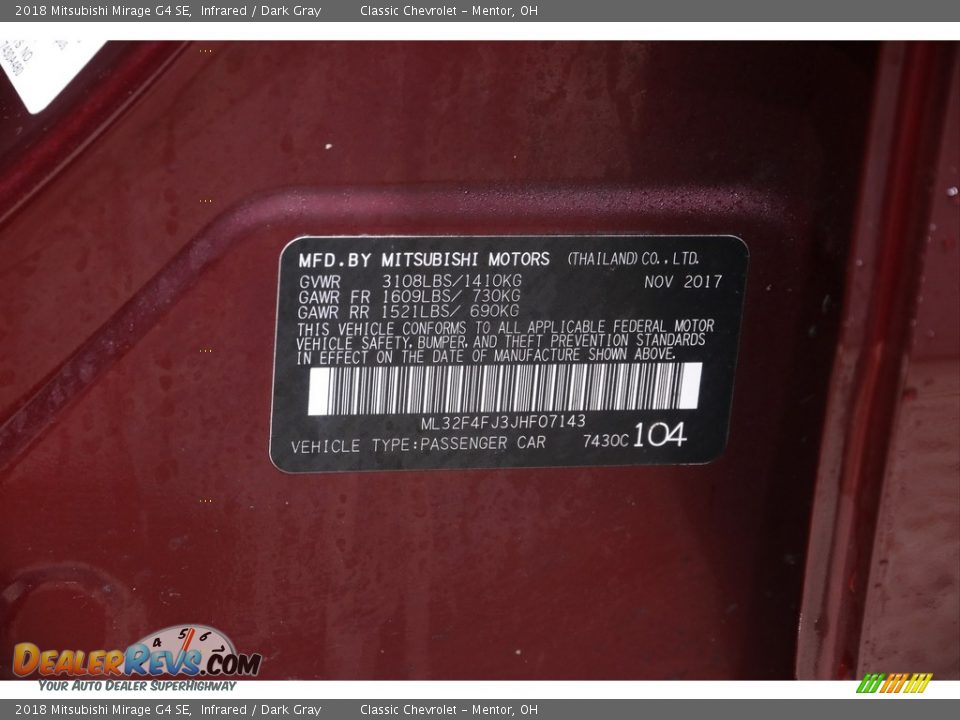 2018 Mitsubishi Mirage G4 SE, Infrared / Dark Gray Classic Chevrolet - Mentor, OH
MFD.BY MITSUBISHI MOTORS (THAILAND)CO.,LTD.
GVWR 3108LBS/1410KG NOV 2017
GAWR FR 1609LBS/ 730KG
GAWR RR 1521LBS/ 690KG
THIS VEHICLE CONFORMS TO ALL APPLICABLE FEDERAL MOTOR
VEHICLE SAFETY, BUMPER, AND THEFT PREVENTION STANDARDS
IN EFFECT ON THE DATE OF MANUFACTURE SHOWN ABOVE.
ML32F4FJ3JHF07143
VEHICLE TYPE:PASSENGER CAR 7430C 104
4 5 6
DEALERREVS.COM
YOUR AUTO DEALER SUPERHIGHWAY
2018 Mitsubishi Mirage G4 SE, Infrared / Dark Gray Classic Chevrolet - Mentor, OH